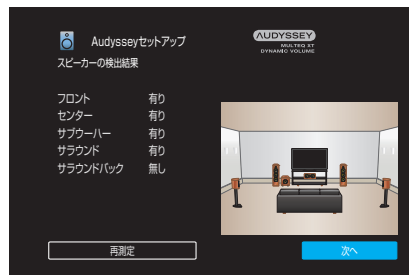 Audysseyセットアップ
AUDYSSEY
MULTEQ XT
DYNAMIC VOLUME
スピーカーの検出結果
フロント 有り
センター 有り
サブウーハー 有り
サラウンド 有り
サラウンドバック 無し
再測定
次へ